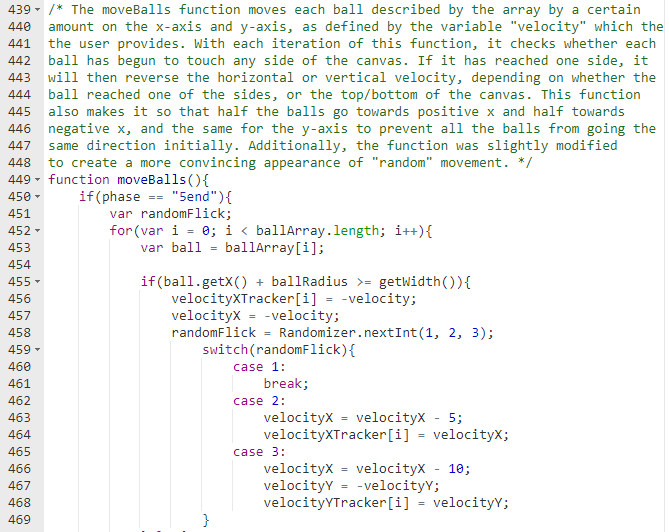 439 /* The moveBalls function moves each ball described by the array by a certain
440 amount on the x-axis and y-axis, as defined by the variable "velocity" which the
441 the user provides. With each iteration of this function, it checks whether each
442 ball has begun to touch any side of the canvas. If it has reached one side, it
443 will then reverse the horizontal or vertical velocity, depending on whether the
444 ball reached one of the sides, or the top/bottom of the canvas. This function
445 also makes it so that half the balls go towards positive x and half towards
446 negative x, and the same for the y-axis to prevent all the balls from going the
447 same direction initially. Additionally, the function was slightly modified
448 to create a more convincing appearance of "random" movement. */
449 function moveBalls(){
450     if(phase == "5end"){
451         var randomFlick;
452         for(var i = 0; i < ballArray.length; i++){
453             var ball = ballArray[i];
454
455             if(ball.getX() + ballRadius >= getWidth()){
456                 velocityXTracker[i] = -velocity;
457                 velocityX = -velocity;
458                 randomFlick = Randomizer.nextInt(1, 2, 3);
459                     switch(randomFlick){
460                         case 1:
461                             break;
462                         case 2:
463                             velocityX = velocityX - 5;
464                             velocityXTracker[i] = velocityX;
465                         case 3:
466                             velocityX = velocityX - 10;
467                             velocityY = -velocityY;
468                             velocityYTracker[i] = velocityY;
469                     }